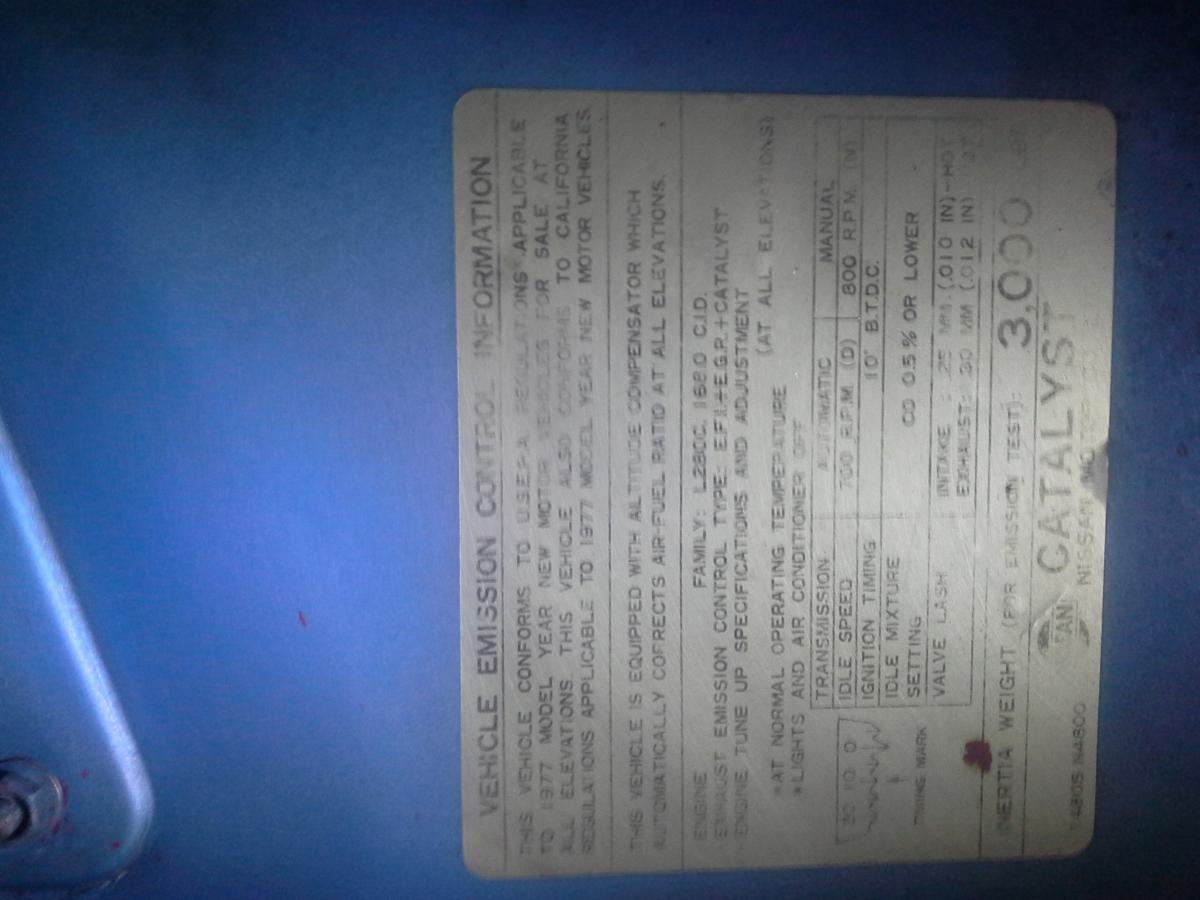 VEHICLE EMISSION CONTROL INFORMATION
THIS VEHICLE CONFORMS TO U.S.E.P.A. REGULATIONS APPLICABLE
TO 1977 MODEL YEAR NEW MOTOR VEHICLES FOR SALE AT
ALL ELEVATIONS. THIS VEHICLE ALSO CONFORMS TO CALIFORNIA
REGULATIONS APPLICABLE TO 1977 MODEL YEAR NEW MOTOR VEHICLES.
THIS VEHICLE IS EQUIPPED WITH ALTITUDE COMPENSATOR WHICH
AUTOMATICALLY CORRECTS AIR-FUEL RATIO AT ALL ELEVATIONS.
ENGINE FAMILY: L280C, 168.0 C.I.D.
EXHAUST EMISSION CONTROL TYPE: E.F.I.+E.G.R.+CATALYST
ENGINE TUNE UP SPECIFICATIONS AND ADJUSTMENT
(AT ALL ELEVATIONS)
*AT NORMAL OPERATING TEMPERATURE
*LIGHTS AND AIR CONDITIONER OFF
TRANSMISSION AUTOMATIC MANUAL
IDLE SPEED 700 R.P.M. (D) 800 R.P.M. (N)
IGNITION TIMING 10° B.T.D.C.
IDLE MIXTURE SETTING CO 0.5% OR LOWER
VALVE LASH INTAKE : .25 MM (.010 IN)-HOT
EXHAUST: .30 MM (.012 IN)-HOT
20 10 0
TIMING MARK
INERTIA WEIGHT (FOR EMISSION TEST): 3,000
CATALYST
NISSAN
N4800